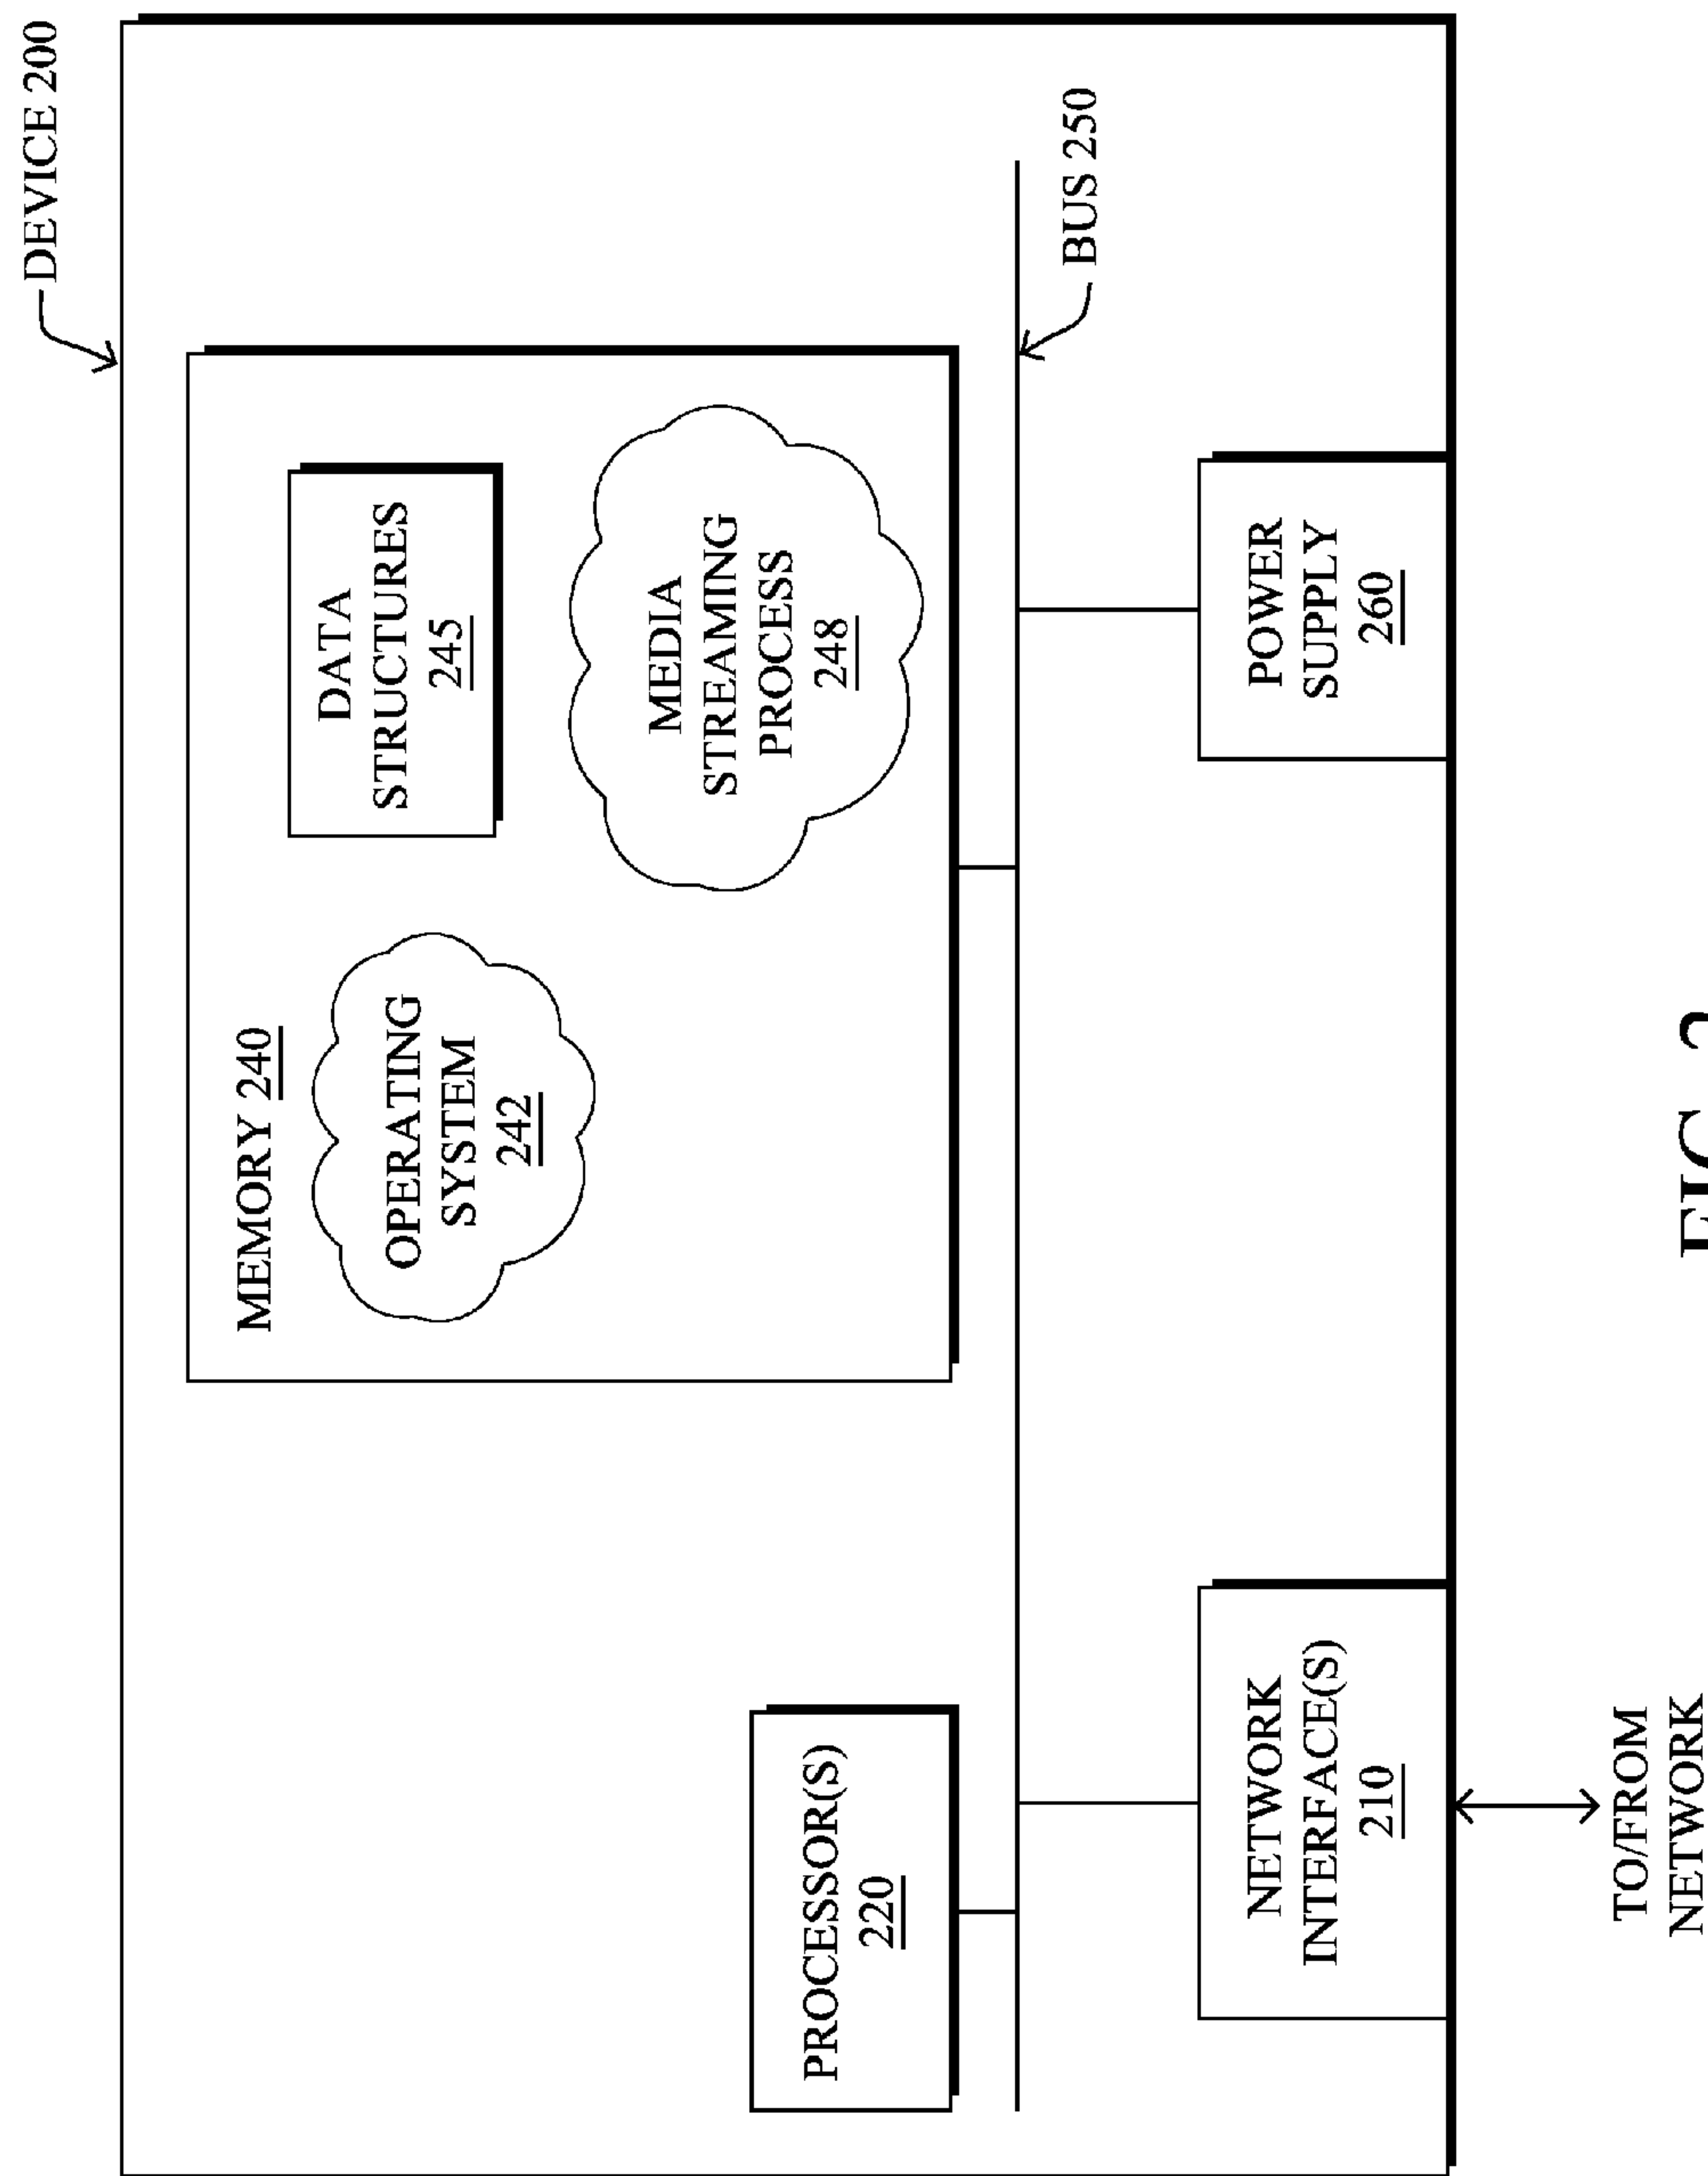 DEVICE 200
MEMORY 240
OPERATING
SYSTEM
242
DATA
STRUCTURES
245
MEDIA
STREAMING
PROCESS
248
PROCESSOR(S)
220
BUS 250
NETWORK
INTERFACE(S)
210
POWER
SUPPLY
260
TO/FROM
NETWORK